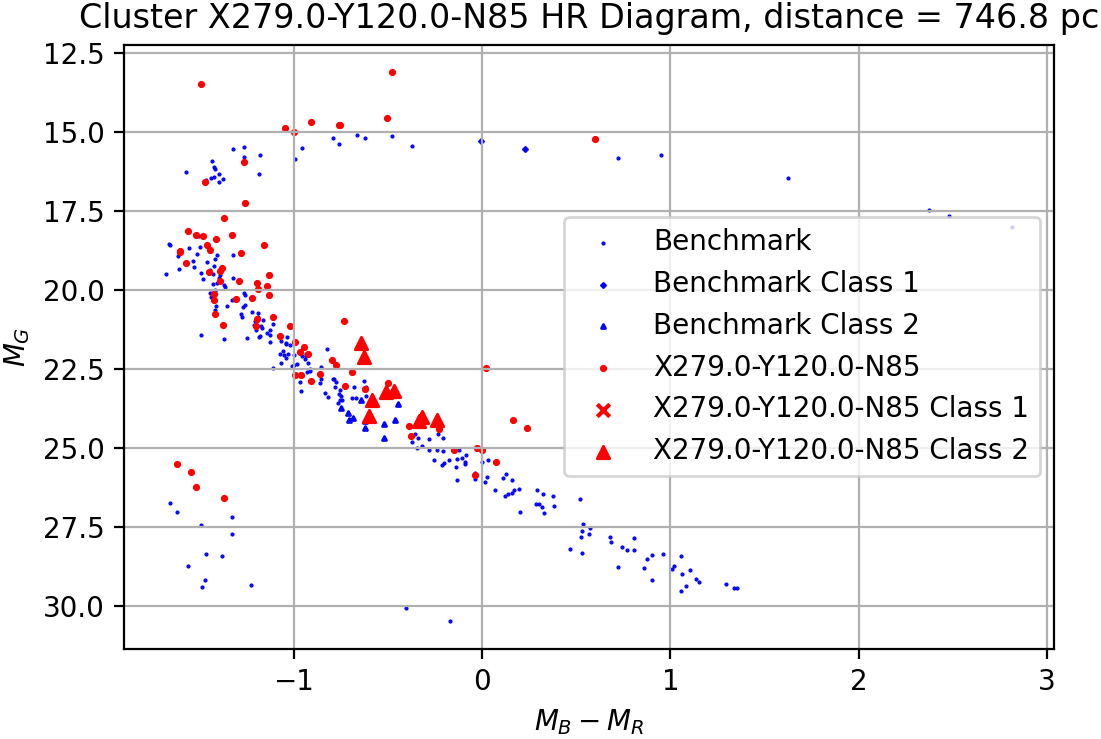 Cluster X279.0-Y120.0-N85 HR Diagram, distance = 746.8 pc
12.5
15.0
17.5
20.0
22.5
25.0
27.5
30.0
M_G
Benchmark
Benchmark Class 1
Benchmark Class 2
X279.0-Y120.0-N85
X279.0-Y120.0-N85 Class 1
X279.0-Y120.0-N85 Class 2
−1 0 1 2 3
M_B − M_R